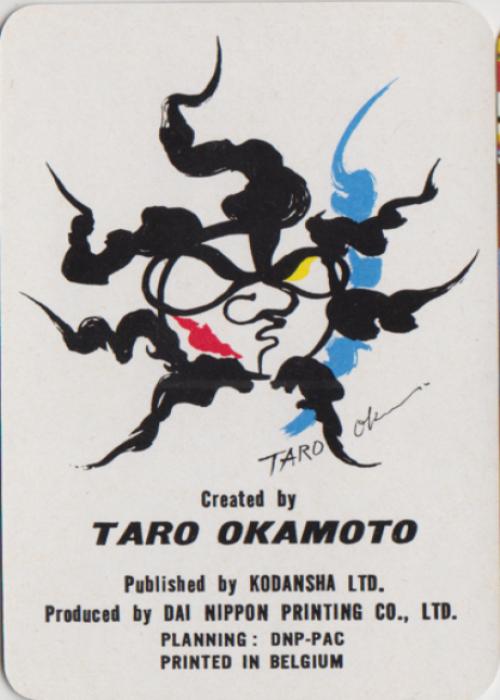 TARO Okamoto
Created by
TARO OKAMOTO
Published by KODANSHA LTD.
Produced by DAI NIPPON PRINTING CO., LTD.
PLANNING : DNP-PAC
PRINTED IN BELGIUM